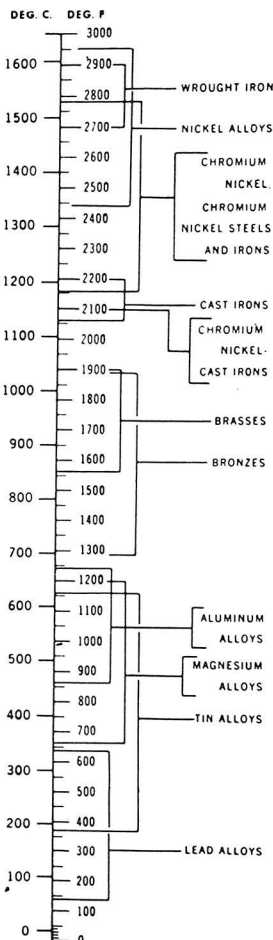 DEG. C. DEG. F
3000
1600
2900
WROUGHT IRON
2800
1500
2700
NICKEL ALLOYS
2600
CHROMIUM
1400
NICKEL,
2500
CHROMIUM
2400
NICKEL STEELS
1300
2300
AND IRONS
1200
2200
CAST IRONS
2100
CHROMIUM
1100
2000
NICKEL-
CAST IRONS
1900
1000
1800
BRASSES
1700
900
1600
BRONZES
1500
800
1400
700
1300
1200
600
1100
ALUMINUM
ALLOYS
1000
500
900
MAGNESIUM
ALLOYS
800
400
700
TIN ALLOYS
600
300
500
200
400
300
LEAD ALLOYS
100
200
100
0
0